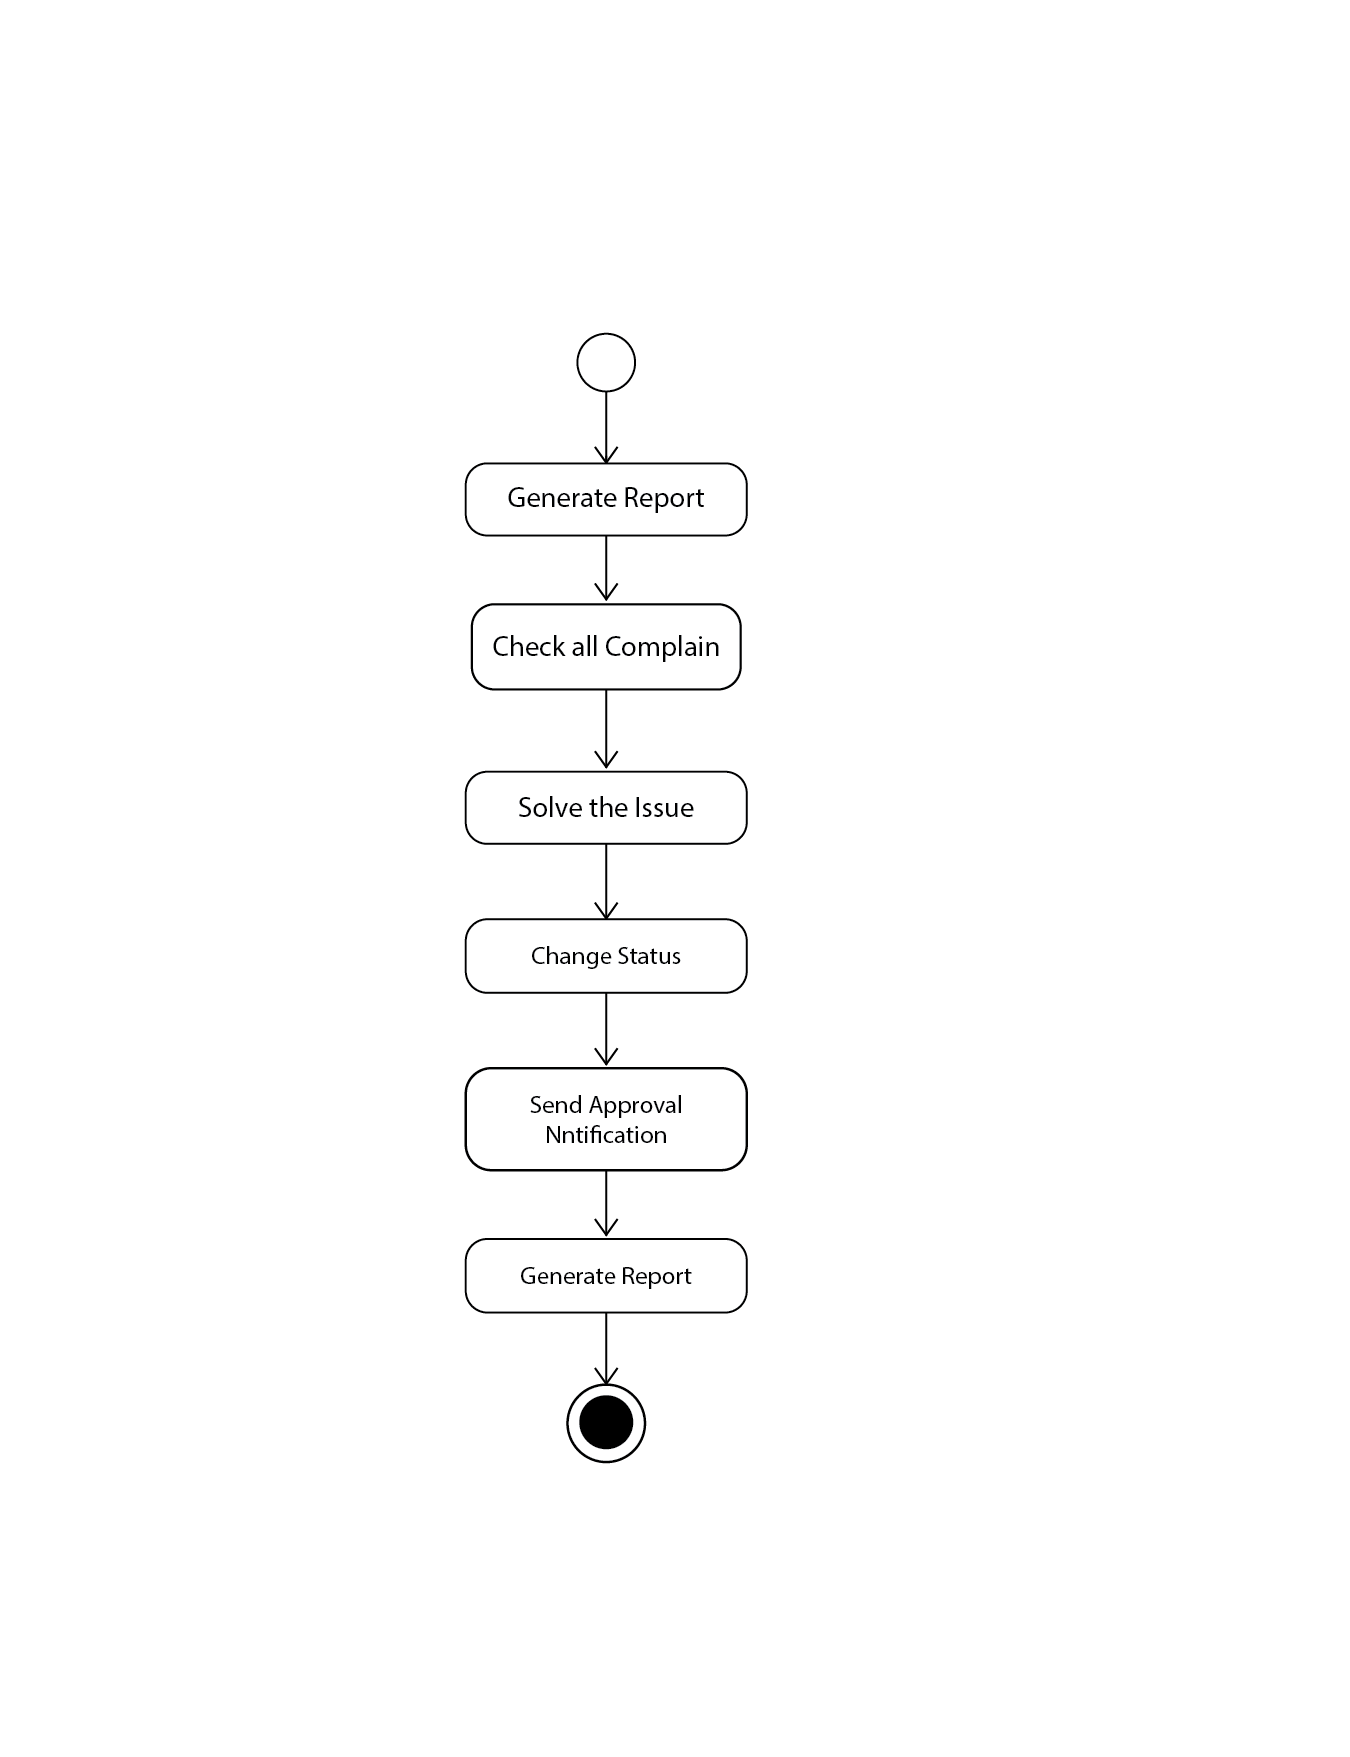 Generate Report
Check all Complain
Solve the Issue
Change Status
Send Approval
Nntification
Generate Report